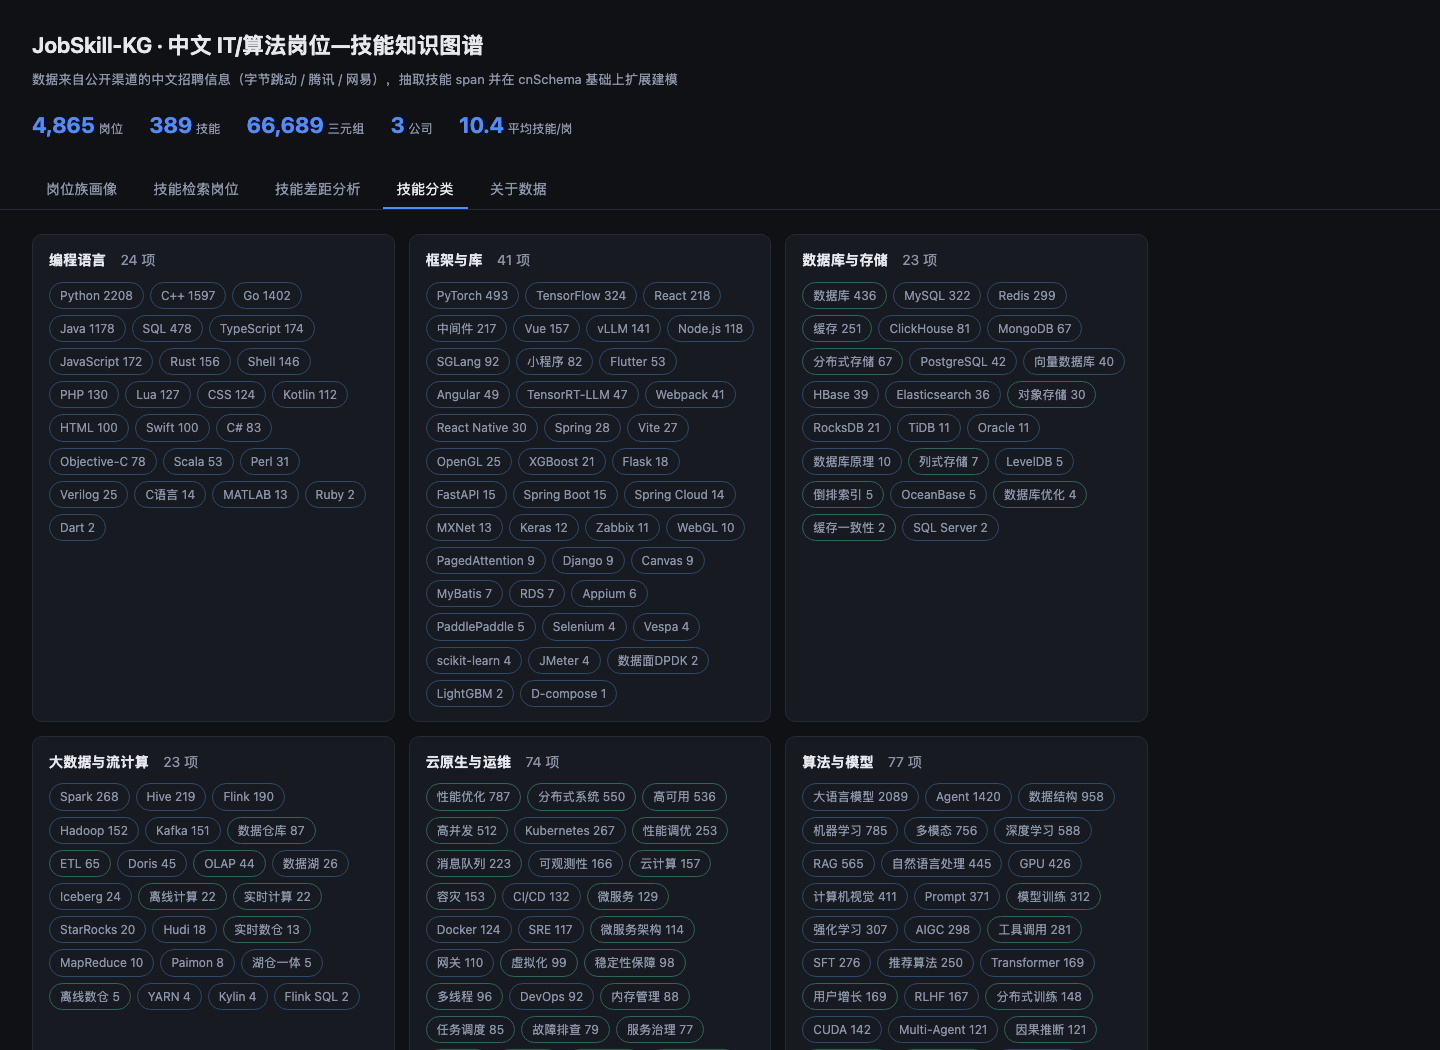 JobSkill-KG · 中文 IT/算法岗位—技能知识图谱
数据来自公开渠道的中文招聘信息（字节跳动 / 腾讯 / 网易），抽取技能 span 并在 cnSchema 基础上扩展建模
4,865 岗位 389 技能 66,689 三元组 3 公司 10.4 平均技能/岗
岗位族画像 技能检索岗位 技能差距分析 技能分类 关于数据
编程语言 24 项
Python 2208 C++ 1597 Go 1402
Java 1178 SQL 478 TypeScript 174
JavaScript 172 Rust 156 Shell 146
PHP 130 Lua 127 CSS 124 Kotlin 112
HTML 100 Swift 100 C# 83
Objective-C 78 Scala 53 Perl 31
Verilog 25 C语言 14 MATLAB 13 Ruby 2
Dart 2
框架与库 41 项
PyTorch 493 TensorFlow 324 React 218
中间件 217 Vue 157 vLLM 141 Node.js 118
SGLang 92 小程序 82 Flutter 53
Angular 49 TensorRT-LLM 47 Webpack 41
React Native 30 Spring 28 Vite 27
OpenGL 25 XGBoost 21 Flask 18
FastAPI 15 Spring Boot 15 Spring Cloud 14
MXNet 13 Keras 12 Zabbix 11 WebGL 10
PagedAttention 9 Django 9 Canvas 9
MyBatis 7 RDS 7 Appium 6
PaddlePaddle 5 Selenium 4 Vespa 4
scikit-learn 4 JMeter 4 数据面DPDK 2
LightGBM 2 D-compose 1
数据库与存储 23 项
数据库 436 MySQL 322 Redis 299
缓存 251 ClickHouse 81 MongoDB 67
分布式存储 67 PostgreSQL 42 向量数据库 40
HBase 39 Elasticsearch 36 对象存储 30
RocksDB 21 TiDB 11 Oracle 11
数据库原理 10 列式存储 7 LevelDB 5
倒排索引 5 OceanBase 5 数据库优化 4
缓存一致性 2 SQL Server 2
大数据与流计算 23 项
Spark 268 Hive 219 Flink 190
Hadoop 152 Kafka 151 数据仓库 87
ETL 65 Doris 45 OLAP 44 数据湖 26
Iceberg 24 离线计算 22 实时计算 22
StarRocks 20 Hudi 18 实时数仓 13
MapReduce 10 Paimon 8 湖仓一体 5
离线数仓 5 YARN 4 Kylin 4 Flink SQL 2
云原生与运维 74 项
性能优化 787 分布式系统 550 高可用 536
高并发 512 Kubernetes 267 性能调优 253
消息队列 223 可观测性 166 云计算 157
容灾 153 CI/CD 132 微服务 129
Docker 124 SRE 117 微服务架构 114
网关 110 虚拟化 99 稳定性保障 98
多线程 96 DevOps 92 内存管理 88
任务调度 85 故障排查 79 服务治理 77
算法与模型 77 项
大语言模型 2089 Agent 1420 数据结构 958
机器学习 785 多模态 756 深度学习 588
RAG 565 自然语言处理 445 GPU 426
计算机视觉 411 Prompt 371 模型训练 312
强化学习 307 AIGC 298 工具调用 281
SFT 276 推荐算法 250 Transformer 169
用户增长 169 RLHF 167 分布式训练 148
CUDA 142 Multi-Agent 121 因果推断 121